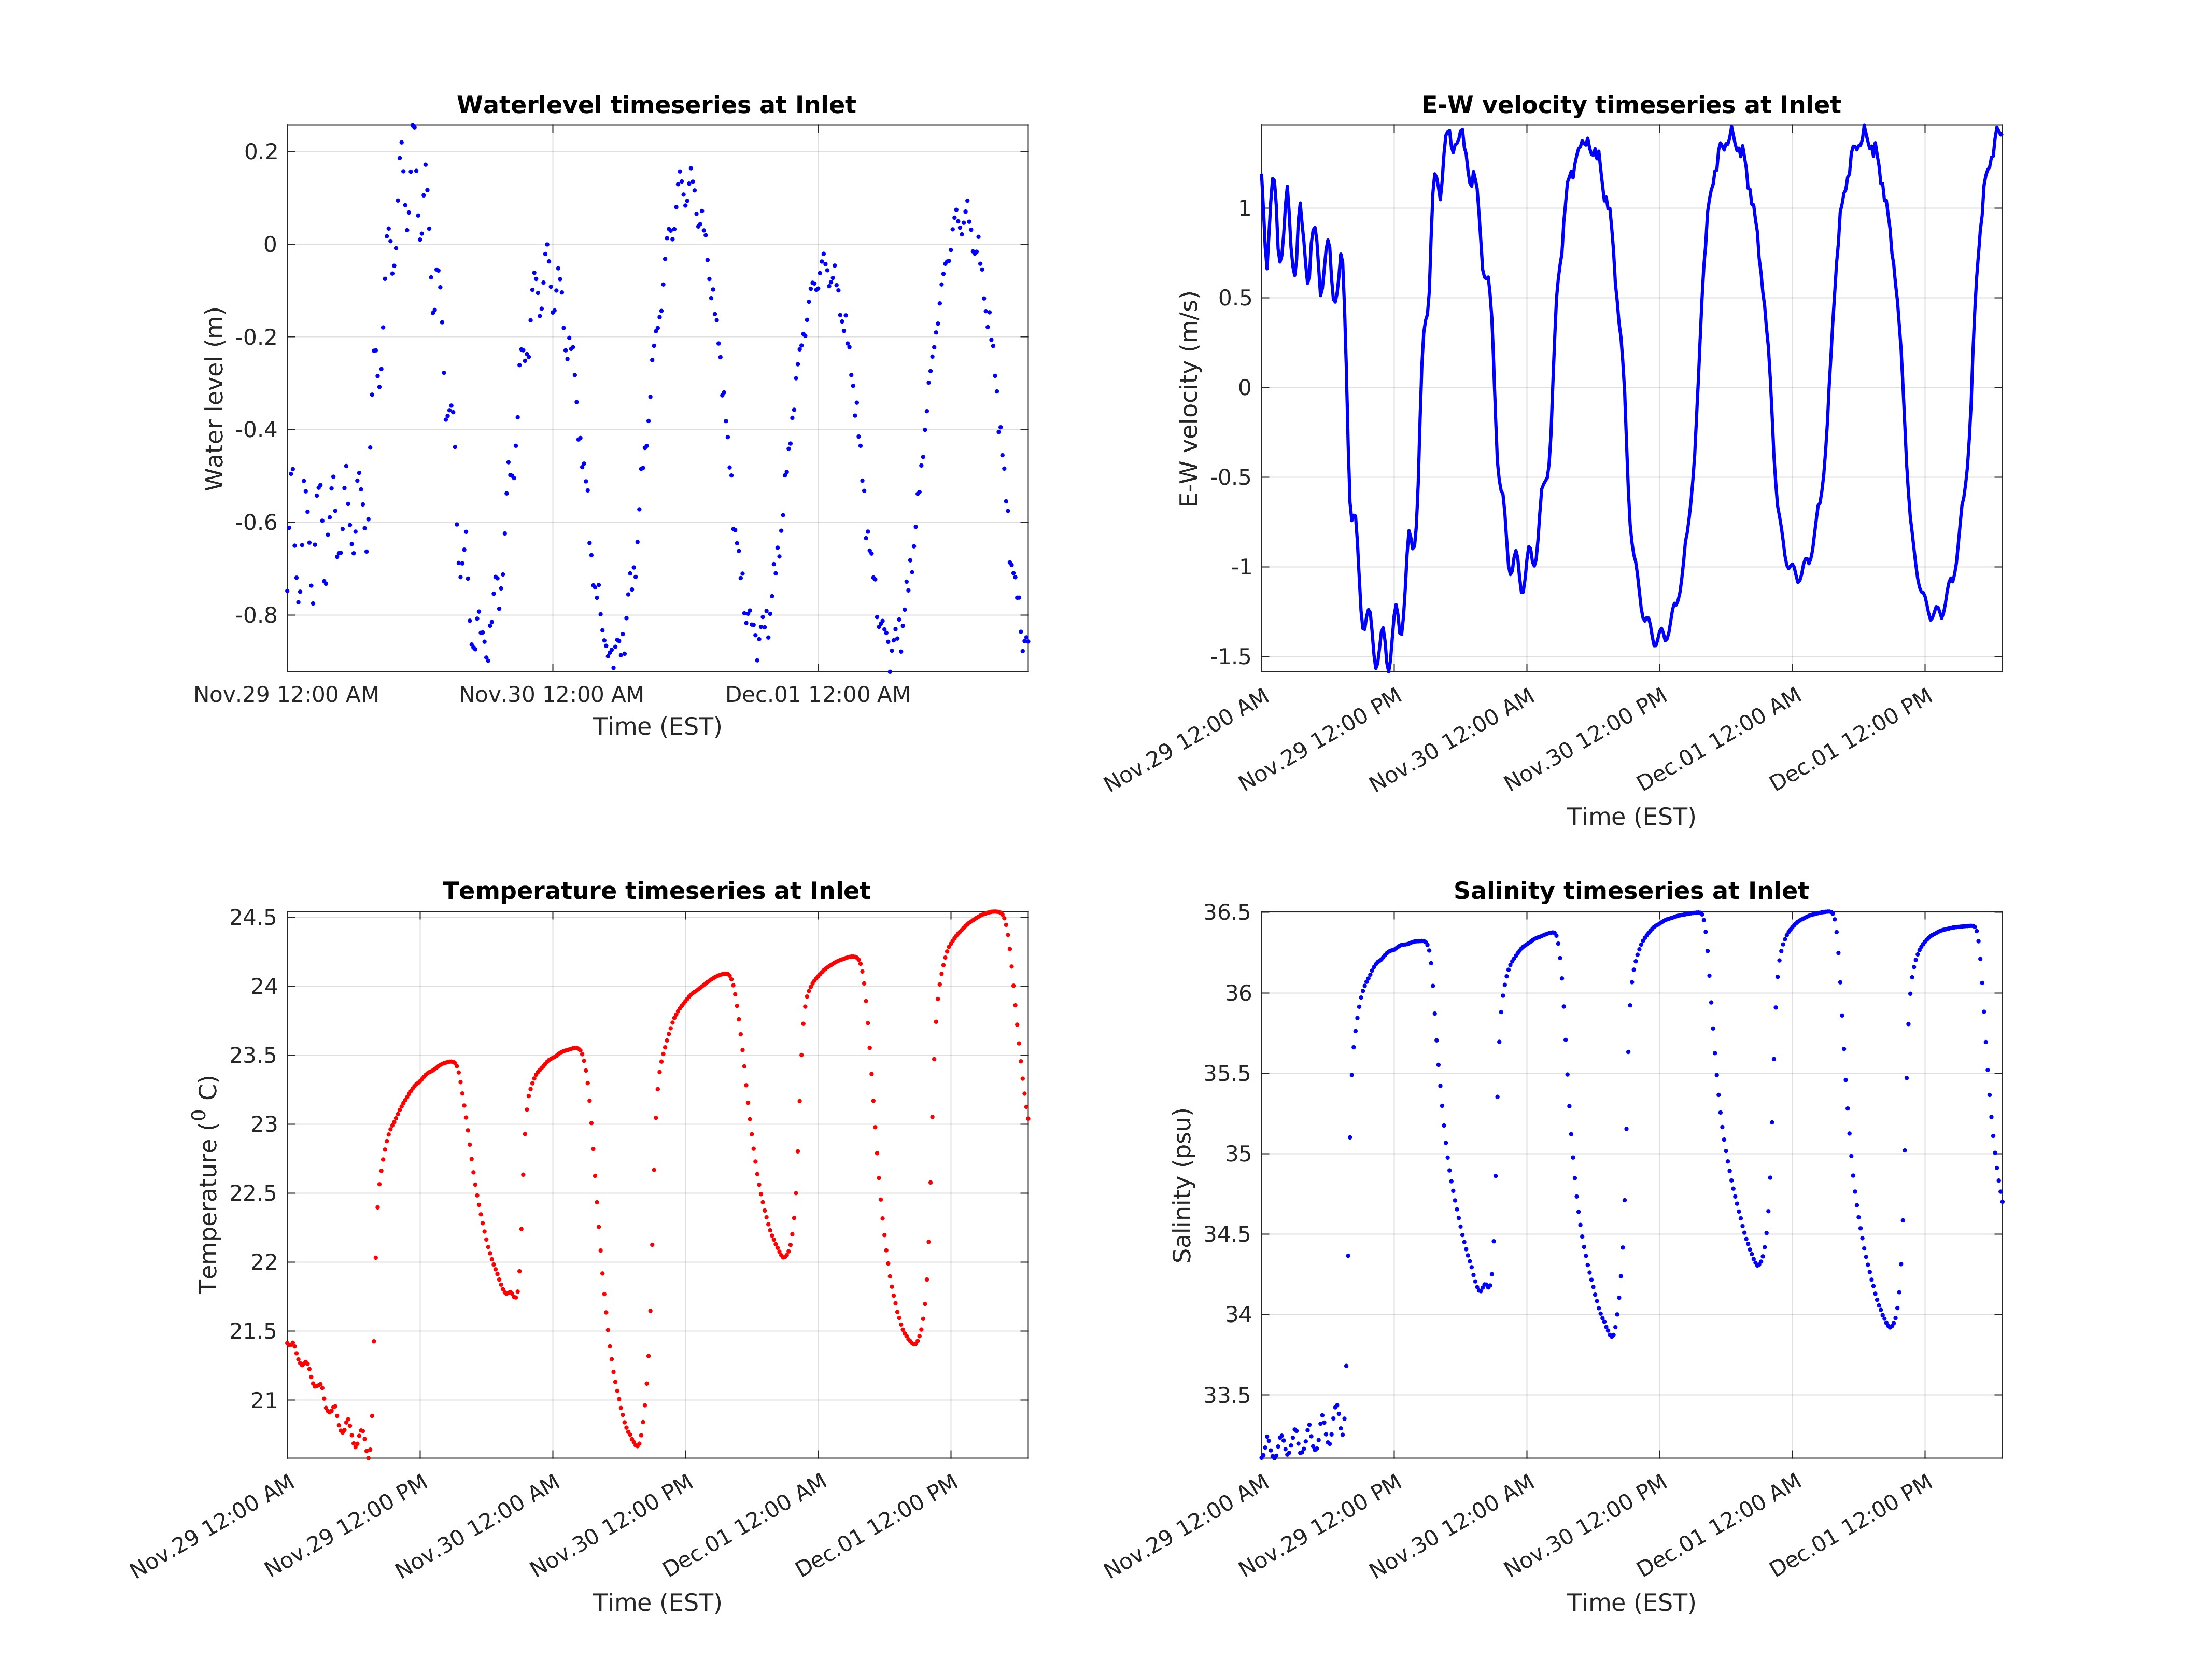 Waterlevel timeseries at Inlet
0.2
0
-0.2
-0.4
-0.6
-0.8
Water level (m)
Nov.29 12:00 AM Nov.30 12:00 AM Dec.01 12:00 AM
Time (EST)
E-W velocity timeseries at Inlet
1
0.5
0
-0.5
-1
-1.5
E-W velocity (m/s)
Nov.29 12:00 AM
Nov.29 12:00 PM
Nov.30 12:00 AM
Nov.30 12:00 PM
Dec.01 12:00 AM
Dec.01 12:00 PM
Time (EST)
Temperature timeseries at Inlet
24.5
24
23.5
23
22.5
22
21.5
21
Temperature (⁰ C)
Nov.29 12:00 AM
Nov.29 12:00 PM
Nov.30 12:00 AM
Nov.30 12:00 PM
Dec.01 12:00 AM
Dec.01 12:00 PM
Time (EST)
Salinity timeseries at Inlet
36.5
36
35.5
35
34.5
34
33.5
Salinity (psu)
Nov.29 12:00 AM
Nov.29 12:00 PM
Nov.30 12:00 AM
Nov.30 12:00 PM
Dec.01 12:00 AM
Dec.01 12:00 PM
Time (EST)